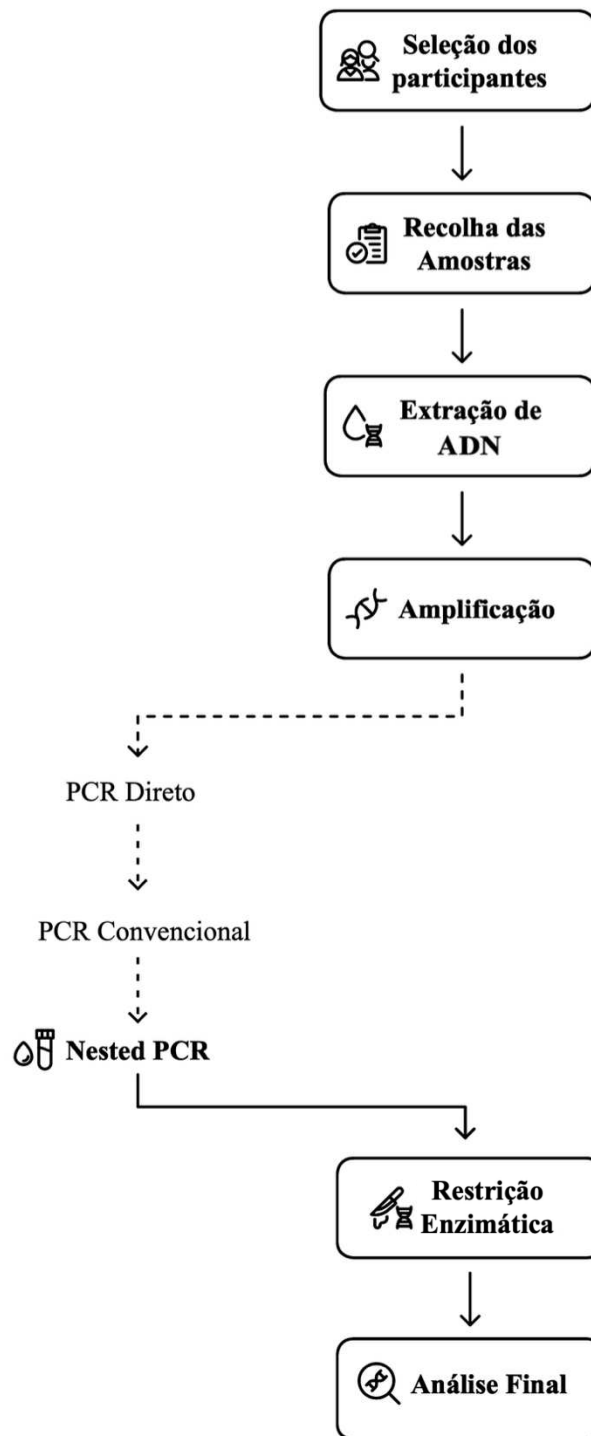 Seleção dos
participantes
Recolha das
Amostras
Extração de
ADN
Amplificação
PCR Direto
PCR Convencional
Nested PCR
Restrição
Enzimática
Análise Final